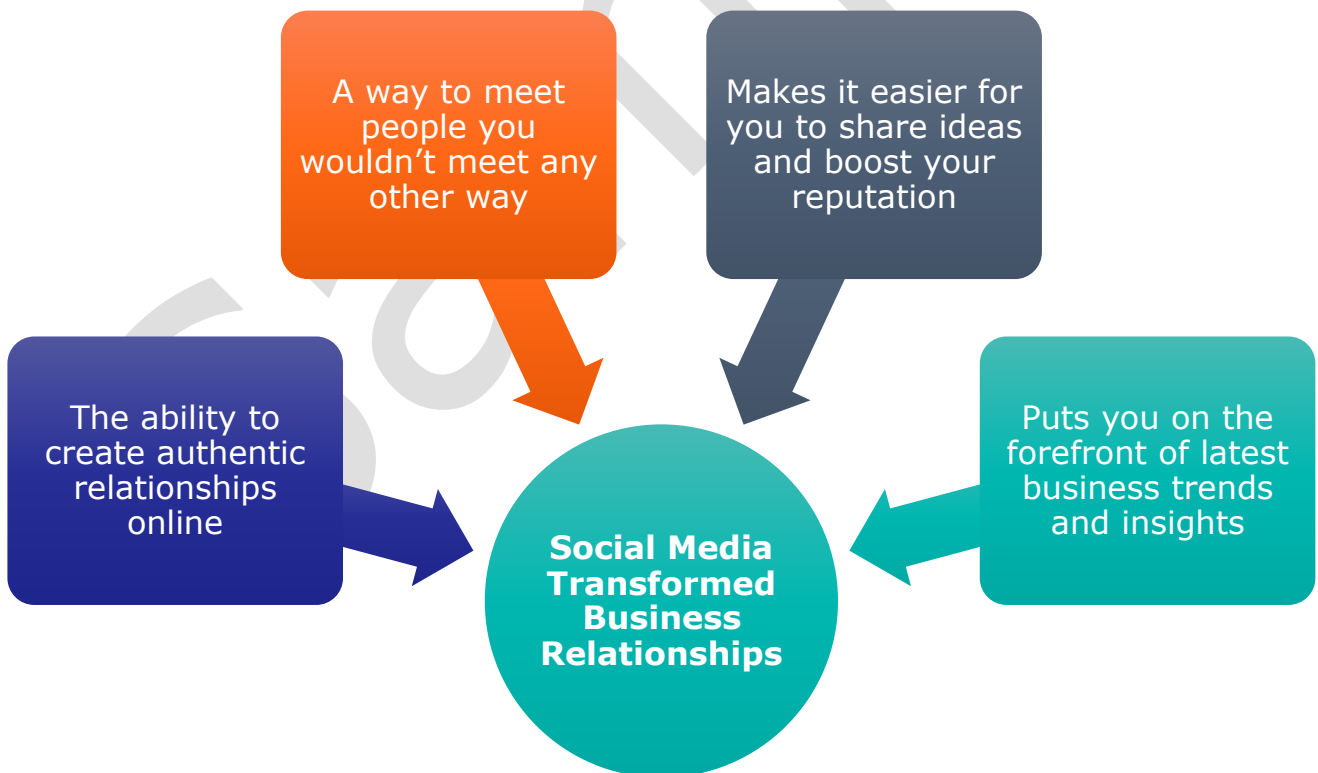 A way to meet
people you
wouldn’t meet any
other way
Makes it easier for
you to share ideas
and boost your
reputation
The ability to
create authentic
relationships
online
Puts you on the
forefront of latest
business trends
and insights
Social Media
Transformed
Business
Relationships